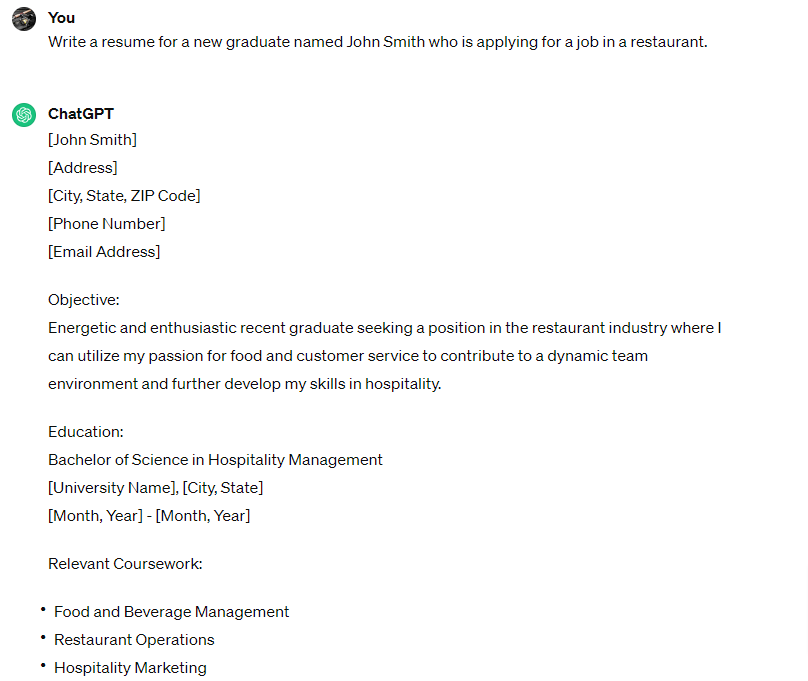 You
Write a resume for a new graduate named John Smith who is applying for a job in a restaurant.
ChatGPT
[John Smith]
[Address]
[City, State, ZIP Code]
[Phone Number]
[Email Address]
Objective:
Energetic and enthusiastic recent graduate seeking a position in the restaurant industry where I
can utilize my passion for food and customer service to contribute to a dynamic team
environment and further develop my skills in hospitality.
Education:
Bachelor of Science in Hospitality Management
[University Name], [City, State]
[Month, Year] - [Month, Year]
Relevant Coursework:
• Food and Beverage Management
• Restaurant Operations
• Hospitality Marketing